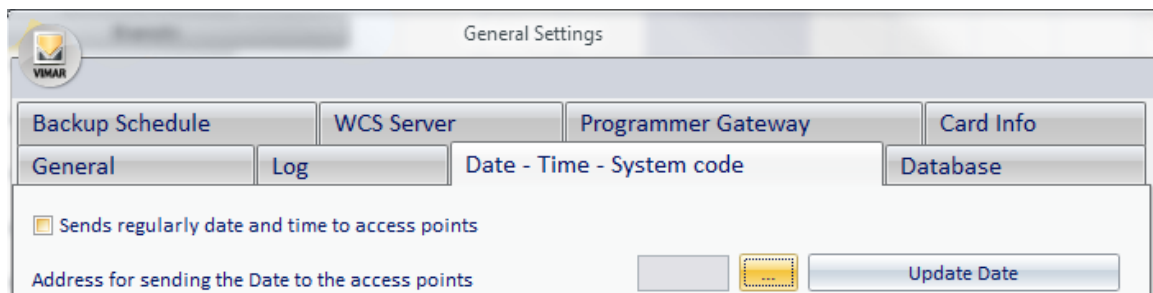 General Settings
VIMAR
Backup Schedule WCS Server Programmer Gateway Card Info
General Log Date - Time - System code Database
Sends regularly date and time to access points
Address for sending the Date to the access points ... Update Date